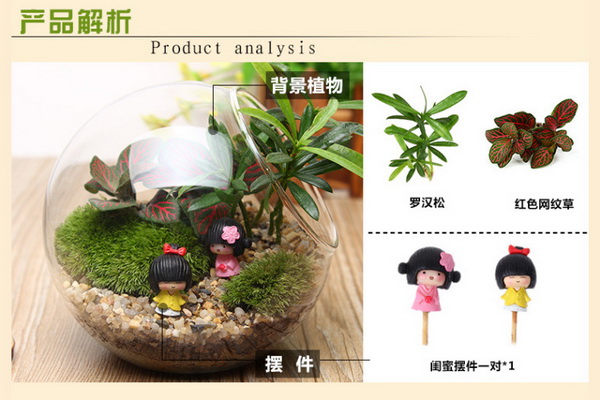 产品解析
Product analysis
背景植物
罗汉松
红色网纹草
摆件
闺蜜摆件一对*1